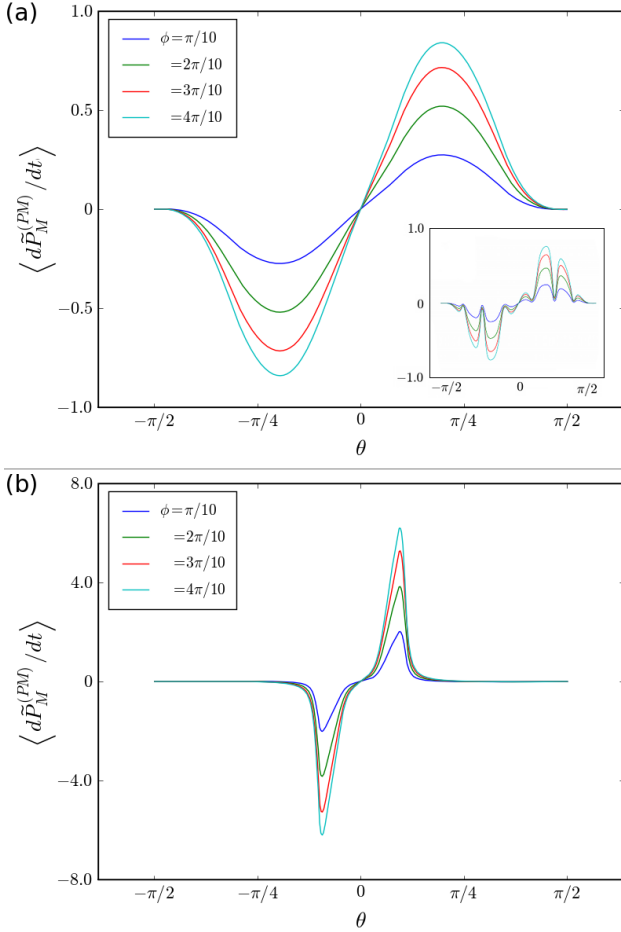 (a)
1.0
0.5
0
−0.5
−1.0
⟨dP̃_M^(PM)/dt⟩
ϕ=π/10
=2π/10
=3π/10
=4π/10
1.0
0
−1.0
−π/2 0 π/2
−π/2 −π/4 0 π/4 π/2
θ
(b)
8.0
4.0
0
−4.0
−8.0
⟨dP̃_M^(PM)/dt⟩
ϕ=π/10
=2π/10
=3π/10
=4π/10
−π/2 −π/4 0 π/4 π/2
θ